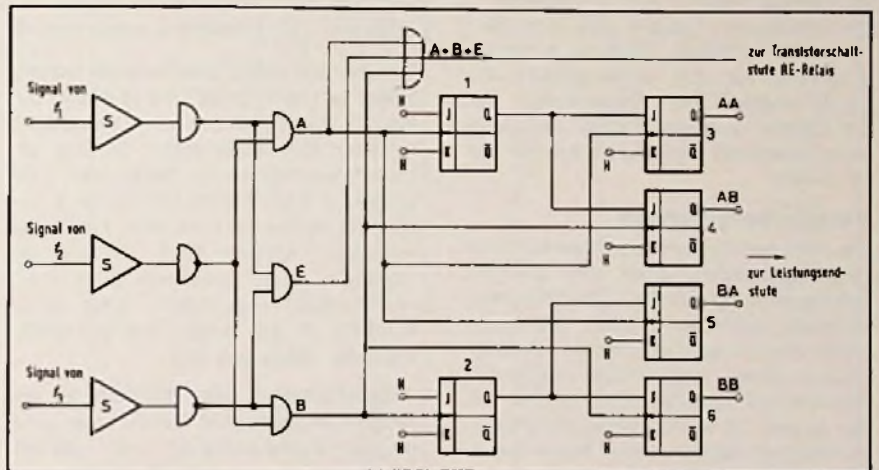 A+B+E
zur Transistorschalt-
stufe AE-Relais
Signal von
f1
S
A
1
H
J
Q
K
H
Q̅
J
Q
AA
3
H
K
Q̅
Signal von
f2
S
E
J
Q
AB
4
H
K
Q̅
zur Leistungsend-
stufe
J
Q
BA
5
H
K
Q̅
Signal von
f3
S
B
2
H
J
Q
H
K
Q̅
J
Q
BB
6
H
K
Q̅